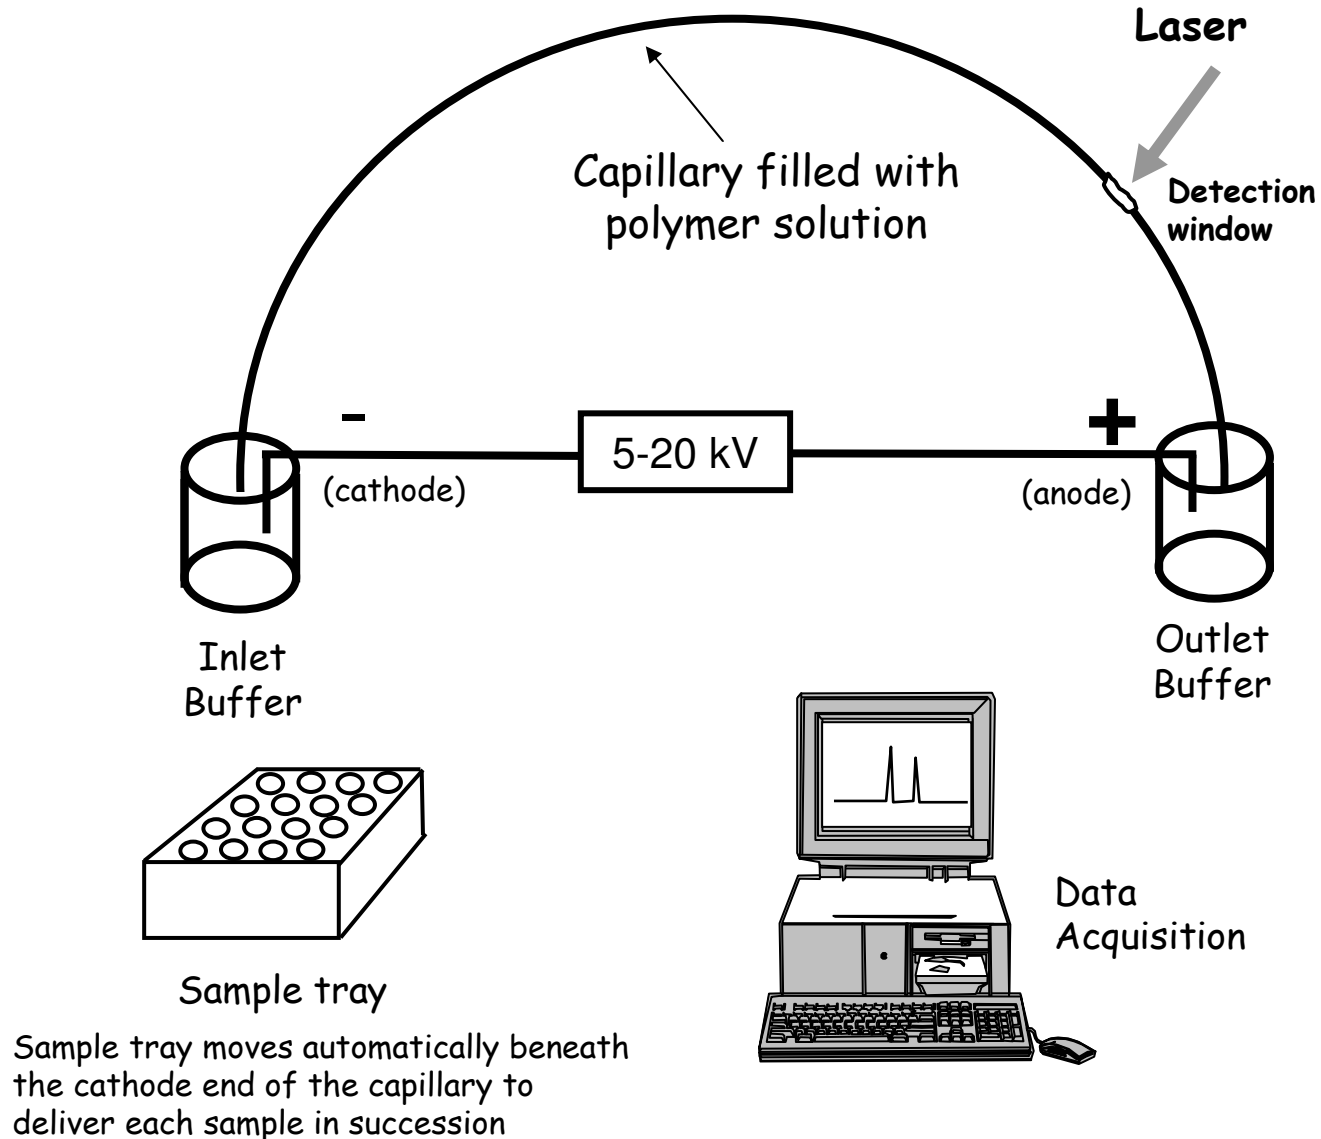 Laser
Capillary filled with
polymer solution
Detection
window
-
+
5-20 kV
(cathode)
(anode)
Inlet
Buffer
Outlet
Buffer
Data
Acquisition
Sample tray
Sample tray moves automatically beneath
the cathode end of the capillary to
deliver each sample in succession